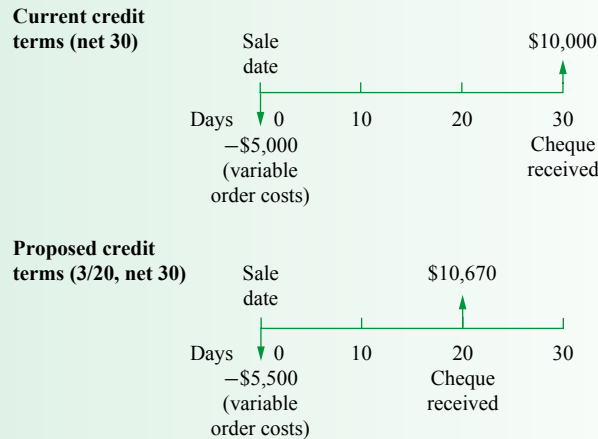 Current credit
terms (net 30)
Sale
date
$10,000
Days 0 10 20 30
–$5,000
(variable
order costs)
Cheque
received
Proposed credit
terms (3/20, net 30)
Sale
date
$10,670
Days 0 10 20 30
–$5,500
(variable
order costs)
Cheque
received